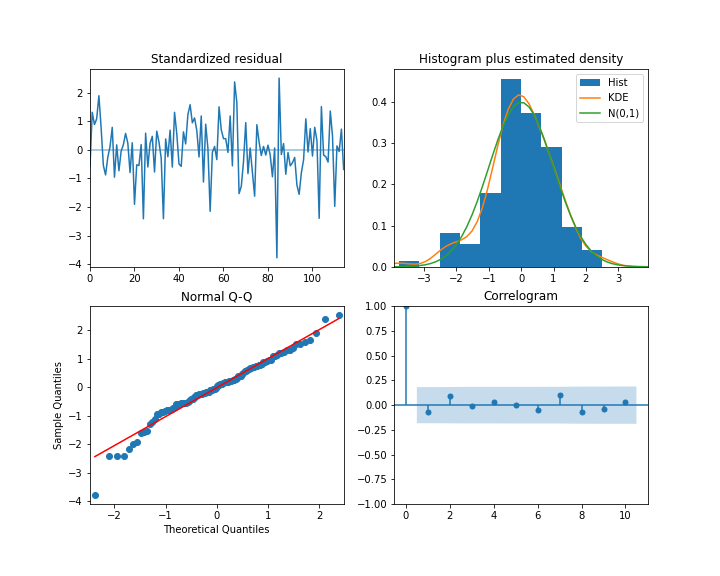 Standardized residual
2
1
0
−1
−2
−3
−4
0 20 40 60 80 100
Histogram plus estimated density
Hist
KDE
N(0,1)
0.4
0.3
0.2
0.1
0.0
−3 −2 −1 0 1 2 3
Normal Q-Q
Sample Quantiles
2
1
0
−1
−2
−3
−4
−2 −1 0 1 2
Theoretical Quantiles
Correlogram
1.00
0.75
0.50
0.25
0.00
−0.25
−0.50
−0.75
−1.00
0 2 4 6 8 10